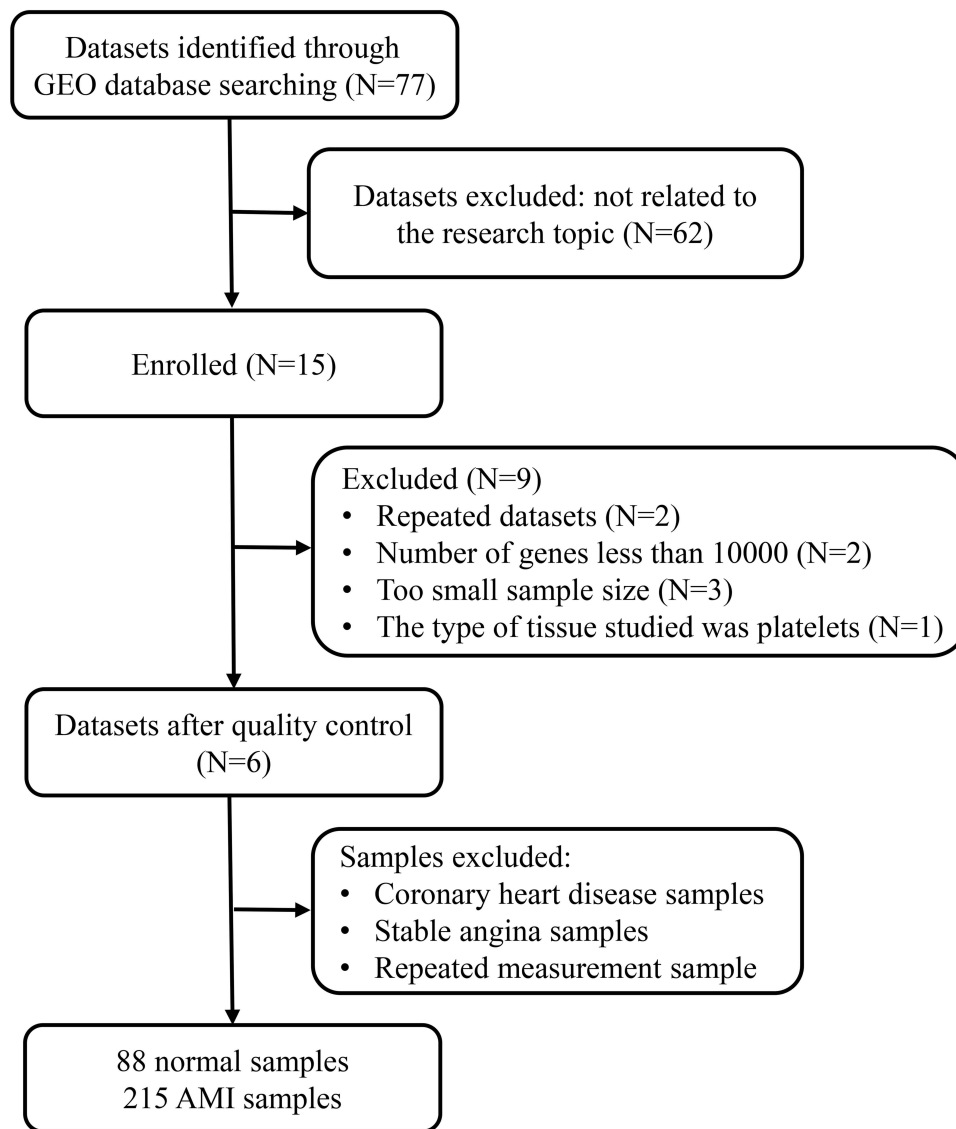 Datasets identified through
GEO database searching (N=77)
Datasets excluded: not related to
the research topic (N=62)
Enrolled (N=15)
Excluded (N=9)
• Repeated datasets (N=2)
• Number of genes less than 10000 (N=2)
• Too small sample size (N=3)
• The type of tissue studied was platelets (N=1)
Datasets after quality control
(N=6)
Samples excluded:
• Coronary heart disease samples
• Stable angina samples
• Repeated measurement sample
88 normal samples
215 AMI samples